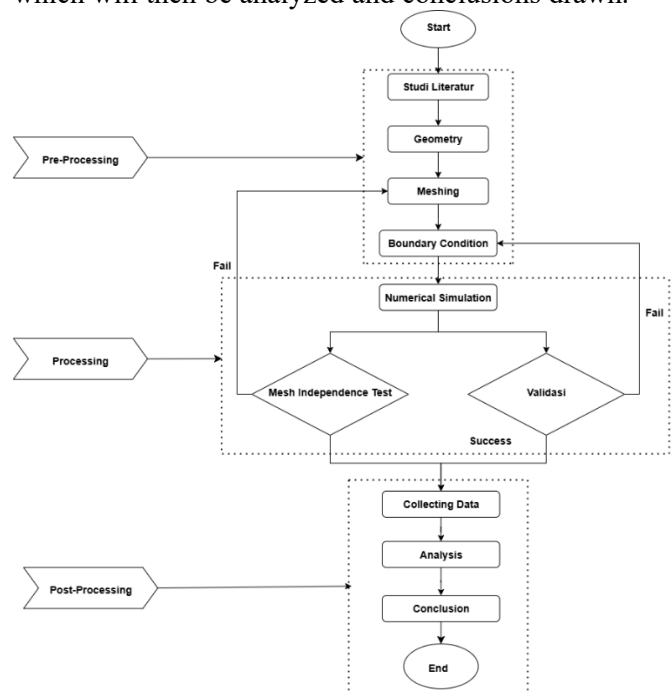 which will then be analyzed and conclusions drawn.
Start
Studi Literatur
Geometry
Pre-Processing
Meshing
Boundary Condition
Fail
Numerical Simulation
Fail
Processing
Mesh Independence Test
Validasi
Success
Collecting Data
Analysis
Post-Processing
Conclusion
End